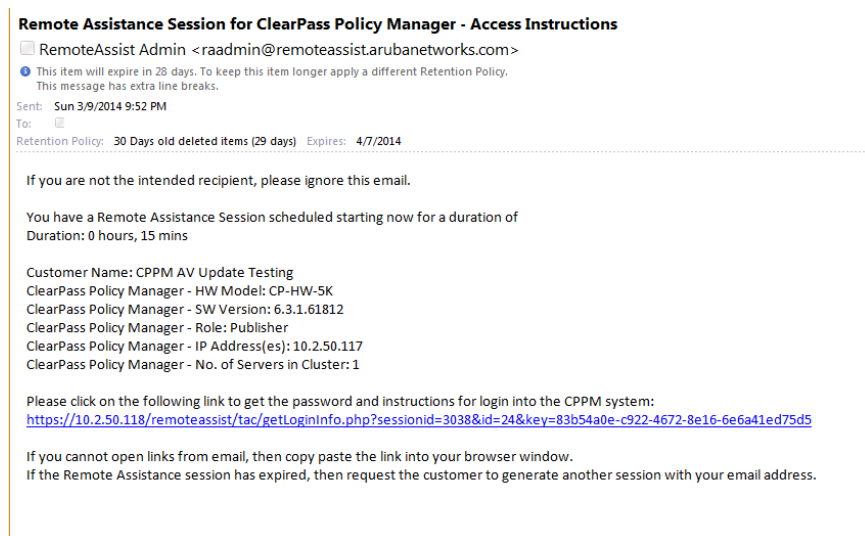 Remote Assistance Session for ClearPass Policy Manager - Access Instructions
RemoteAssist Admin <raadmin@remoteassist.arubanetworks.com>
This item will expire in 28 days. To keep this item longer apply a different Retention Policy.
This message has extra line breaks.
Sent: Sun 3/9/2014 9:52 PM
To:
Retention Policy: 30 Days old deleted items (29 days) Expires: 4/7/2014
If you are not the intended recipient, please ignore this email.
You have a Remote Assistance Session scheduled starting now for a duration of
Duration: 0 hours, 15 mins
Customer Name: CPPM AV Update Testing
ClearPass Policy Manager - HW Model: CP-HW-5K
ClearPass Policy Manager - SW Version: 6.3.1.61812
ClearPass Policy Manager - Role: Publisher
ClearPass Policy Manager - IP Address(es): 10.2.50.117
ClearPass Policy Manager - No. of Servers in Cluster: 1
Please click on the following link to get the password and instructions for login into the CPPM system:
https://10.2.50.118/remoteassist/tac/getLoginInfo.php?sessionid=3038&id=24&key=83b54a0e-c922-4672-8e16-6e6a41ed75d5
If you cannot open links from email, then copy paste the link into your browser window.
If the Remote Assistance session has expired, then request the customer to generate another session with your email address.